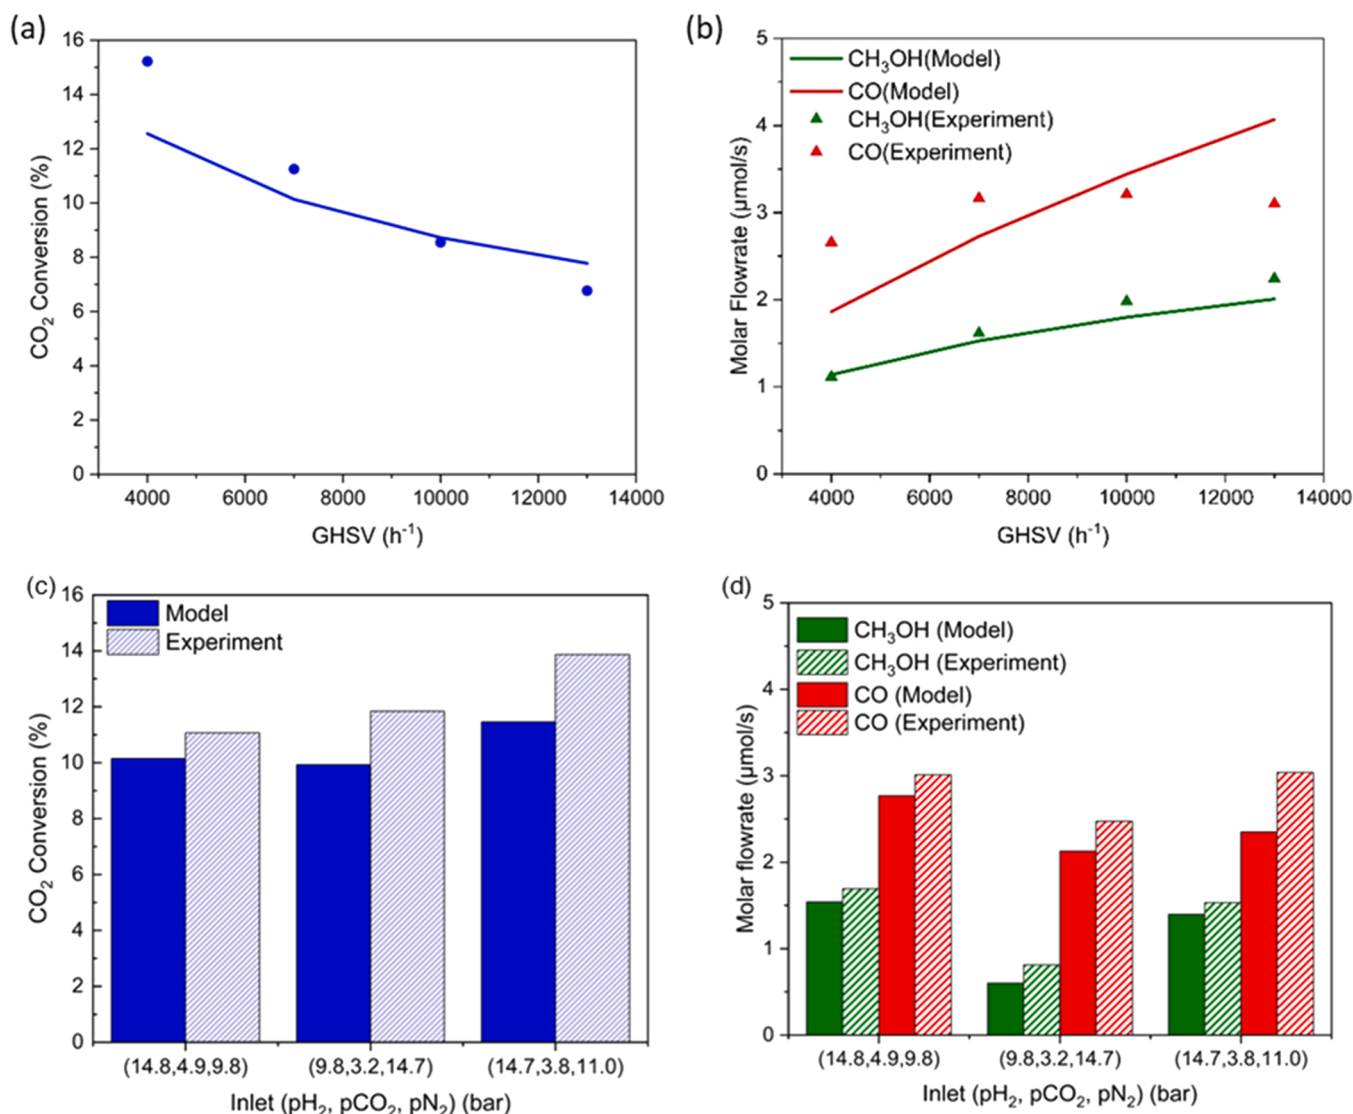 (a)
16
14
12
10
8
6
4
2
0
CO₂ Conversion (%)
4000 6000 8000 10000 12000 14000
GHSV (h⁻¹)
(b)
5
4
3
2
1
0
Molar Flowrate (μmol/s)
CH₃OH(Model)
CO(Model)
CH₃OH(Experiment)
CO(Experiment)
4000 6000 8000 10000 12000 14000
GHSV (h⁻¹)
(c)
16
14
12
10
8
6
4
2
0
CO₂ Conversion (%)
Model
Experiment
(14.8,4.9,9.8) (9.8,3.2,14.7) (14.7,3.8,11.0)
Inlet (pH₂, pCO₂, pN₂) (bar)
(d)
5
4
3
2
1
0
Molar flowrate (μmol/s)
CH₃OH (Model)
CH₃OH (Experiment)
CO (Model)
CO (Experiment)
(14.8,4.9,9.8) (9.8,3.2,14.7) (14.7,3.8,11.0)
Inlet (pH₂, pCO₂, pN₂) (bar)